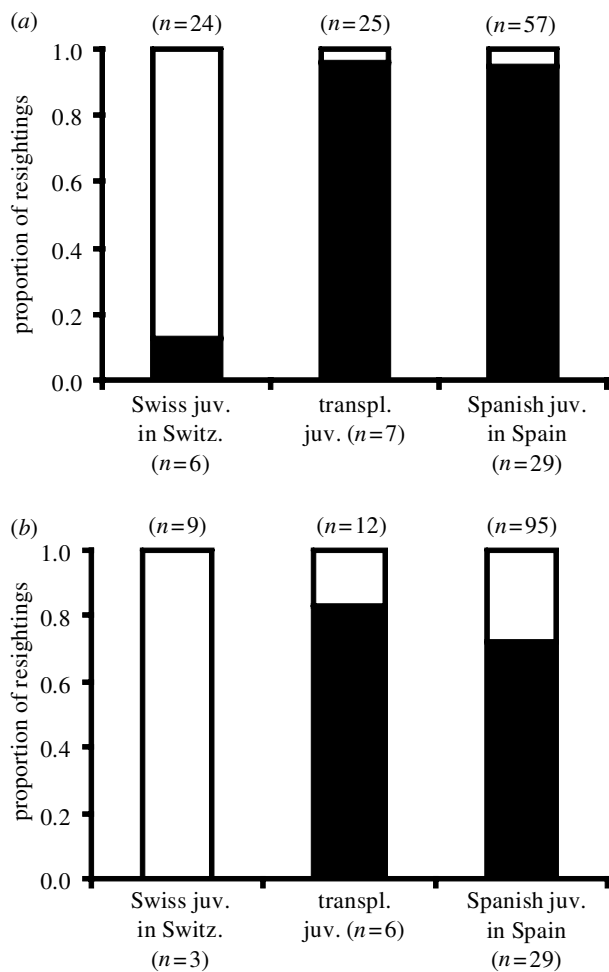 (a)
(n=24) (n=25) (n=57)
1.0
0.8
0.6
0.4
0.2
0.0
proportion of resightings
Swiss juv. transpl. Spanish juv.
in Switz. juv. (n=7) in Spain
(n=6) (n=29)
(b)
(n=9) (n=12) (n=95)
1.0
0.8
0.6
0.4
0.2
0.0
proportion of resightings
Swiss juv. transpl. Spanish juv.
in Switz. juv. (n=6) in Spain
(n=3) (n=29)